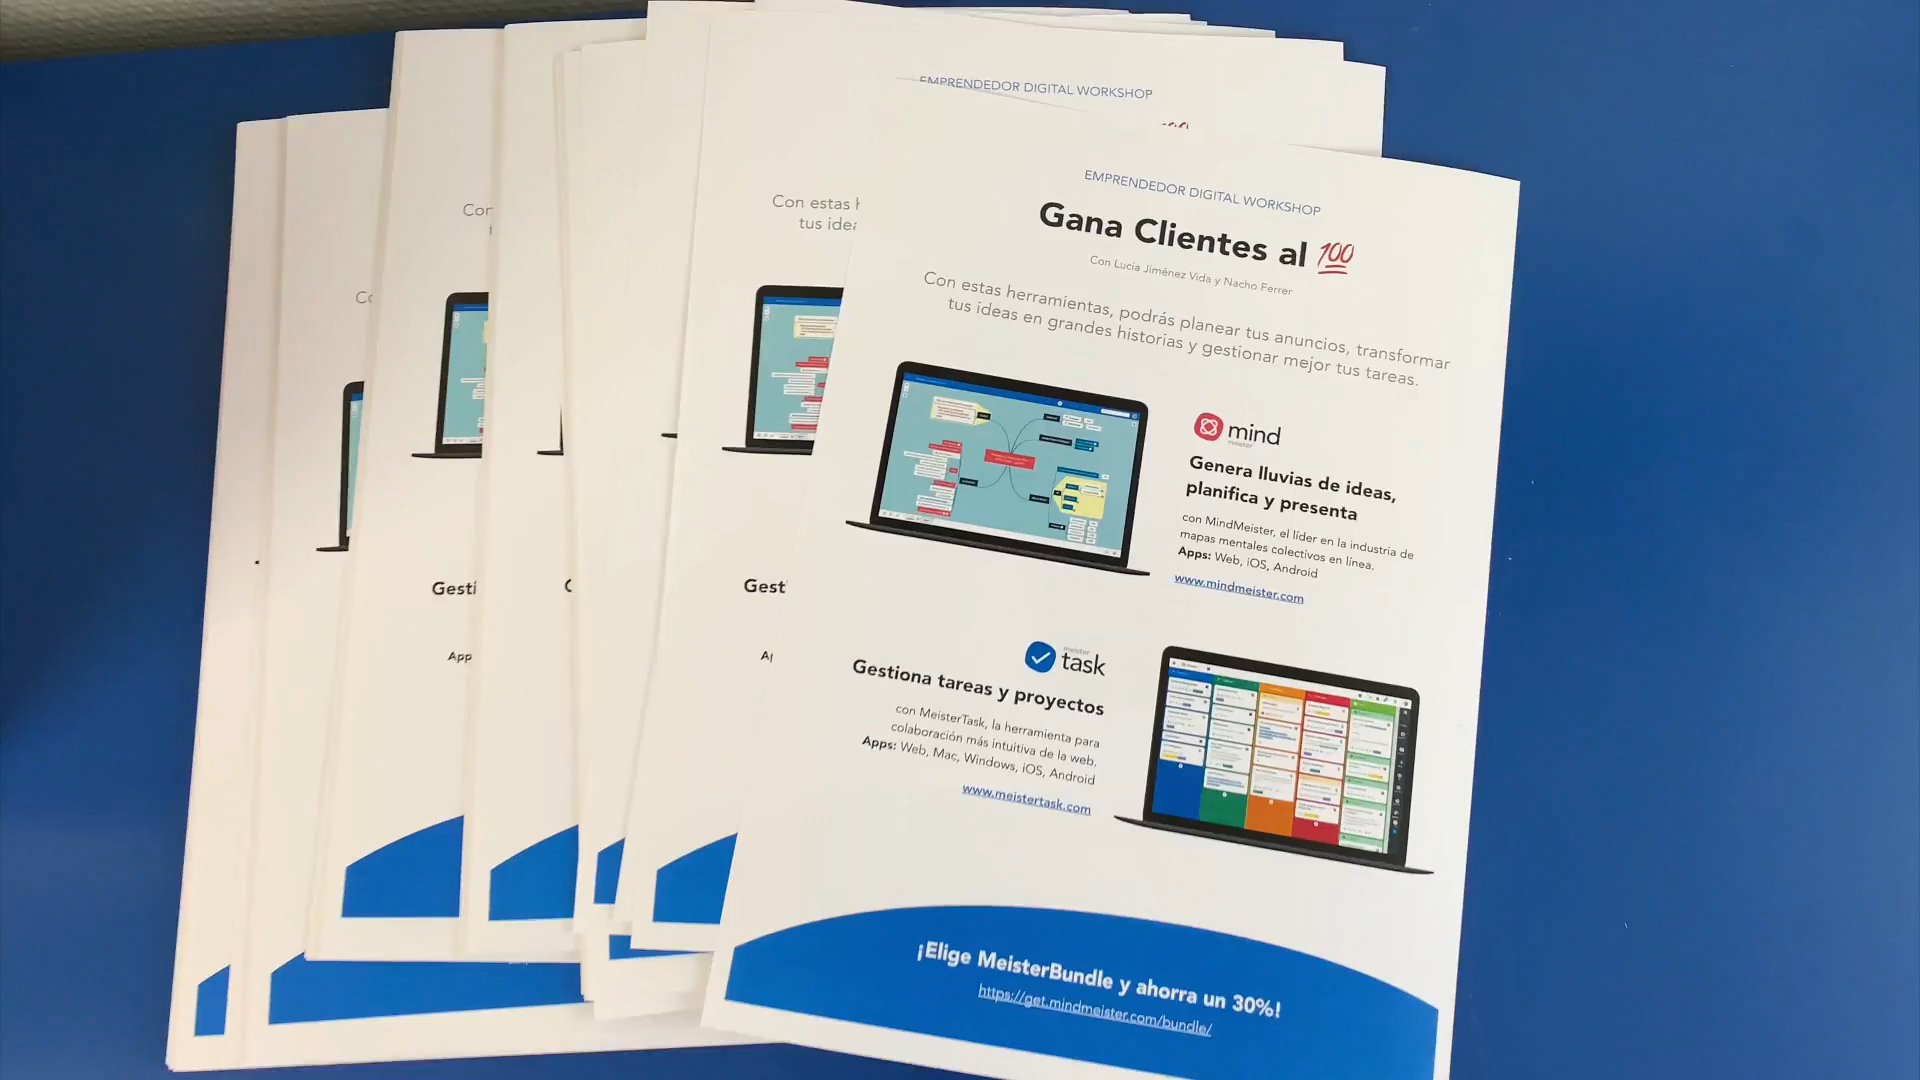 EMPRENDEDOR DIGITAL WORKSHOP
EMPRENDEDOR DIGITAL WORKSHOP
Gana Clientes al 💯
Con Lucía Jiménez Vida y Nacho Ferrer
Con estas herramientas, podrás planear tus anuncios, transformar
tus ideas en grandes historias y gestionar mejor tus tareas.
mind
meister
Genera lluvias de ideas,
planifica y presenta
con MindMeister, el líder en la industria de
mapas mentales colectivos en línea.
Apps: Web, iOS, Android
www.mindmeister.com
meister
task
Gestiona tareas y proyectos
con MeisterTask, la herramienta para
colaboración más intuitiva de la web.
Apps: Web, Mac, Windows, iOS, Android
www.meistertask.com
¡Elige MeisterBundle y ahorra un 30%!
https://get.mindmeister.com/bundle/
Con estas
tus
Gesti
App
Gest